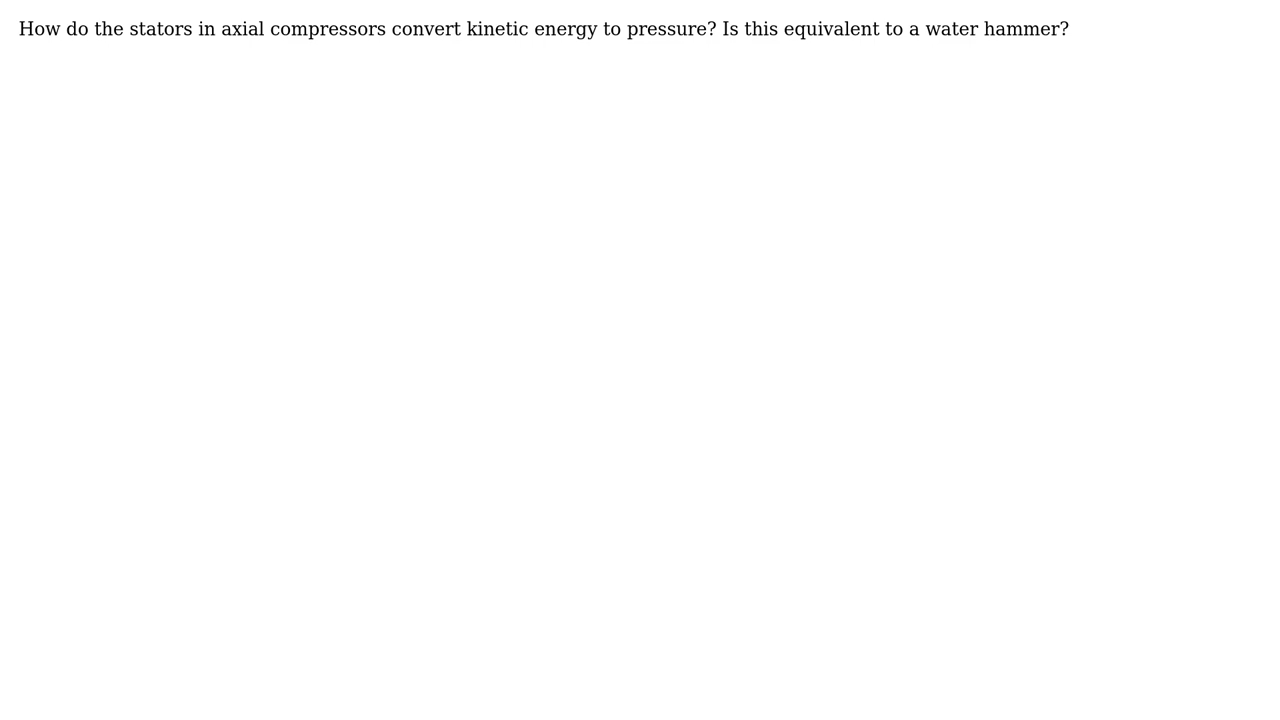 How do the stators in axial compressors convert kinetic energy to pressure? Is this equivalent to a water hammer?